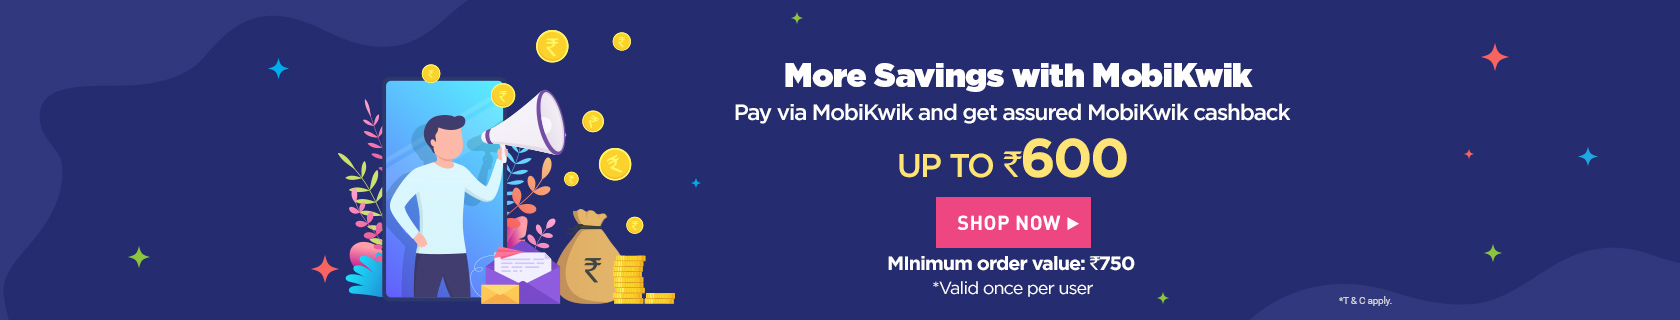 More Savings with MobiKwik
Pay via MobiKwik and get assured MobiKwik cashback
UP TO ₹600
SHOP NOW ▶
MInimum order value: ₹750
*Valid once per user
*T & C apply.
₹